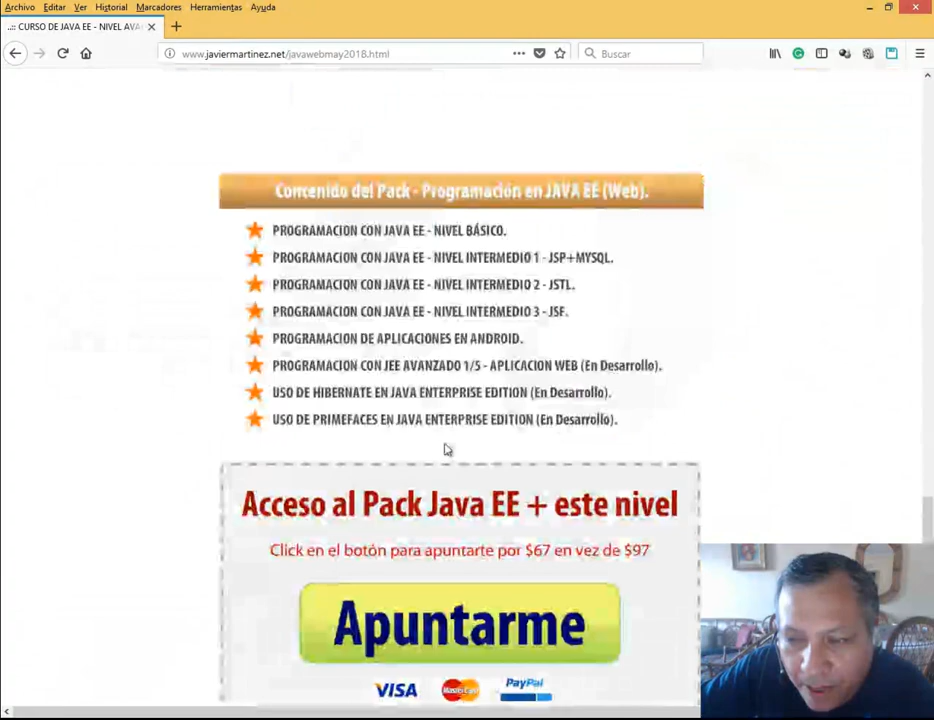 Archivo Editar Ver Historial Marcadores Herramientas Ayuda
..:: CURSO DE JAVA EE - NIVEL AVA
www.javiermartinez.net/javawebmay2018.html
Buscar
Contenido del Pack - Programación en JAVA EE (Web).
PROGRAMACION CON JAVA EE - NIVEL BÁSICO.
PROGRAMACION CON JAVA EE - NIVEL INTERMEDIO 1 - JSP+MYSQL.
PROGRAMACION CON JAVA EE - NIVEL INTERMEDIO 2 - JSTL.
PROGRAMACION CON JAVA EE - NIVEL INTERMEDIO 3 - JSF.
PROGRAMACION DE APLICACIONES EN ANDROID.
PROGRAMACION CON JEE AVANZADO 1/5 - APLICACION WEB (En Desarrollo).
USO DE HIBERNATE EN JAVA ENTERPRISE EDITION (En Desarrollo).
USO DE PRIMEFACES EN JAVA ENTERPRISE EDITION (En Desarrollo).
Acceso al Pack Java EE + este nivel
Click en el botón para apuntarte por $67 en vez de $97
Apuntarme
VISA MasterCard PayPal